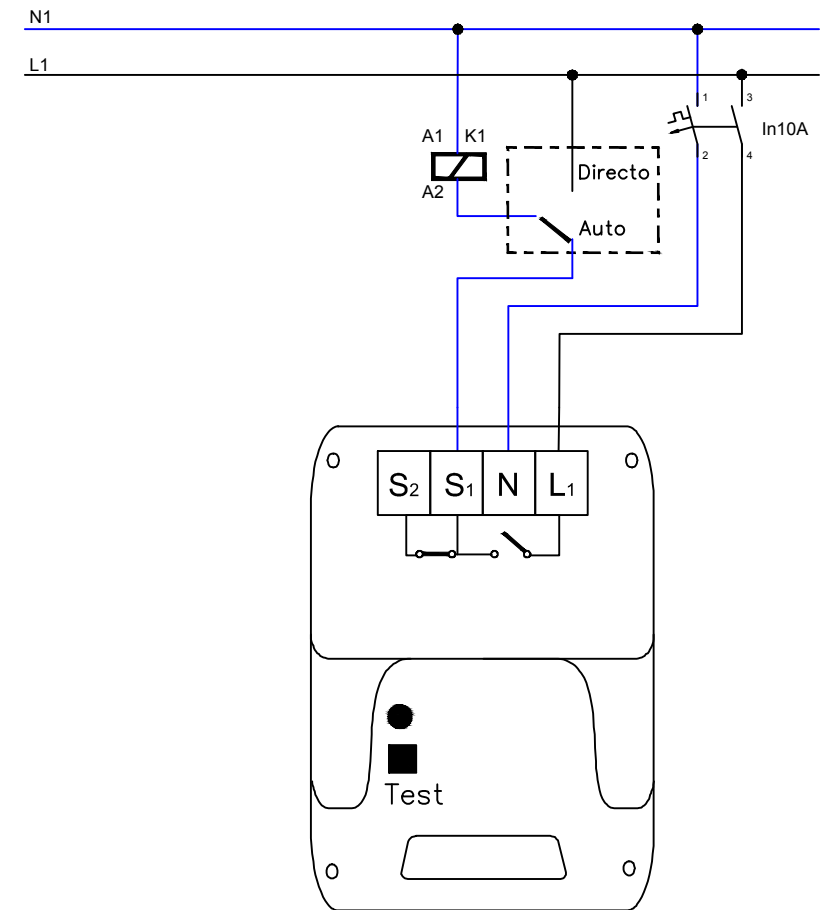 N1
L1
1
3
In10A
2
4
A1 K1
A2
Directo
Auto
S2 S1 N L1
Test